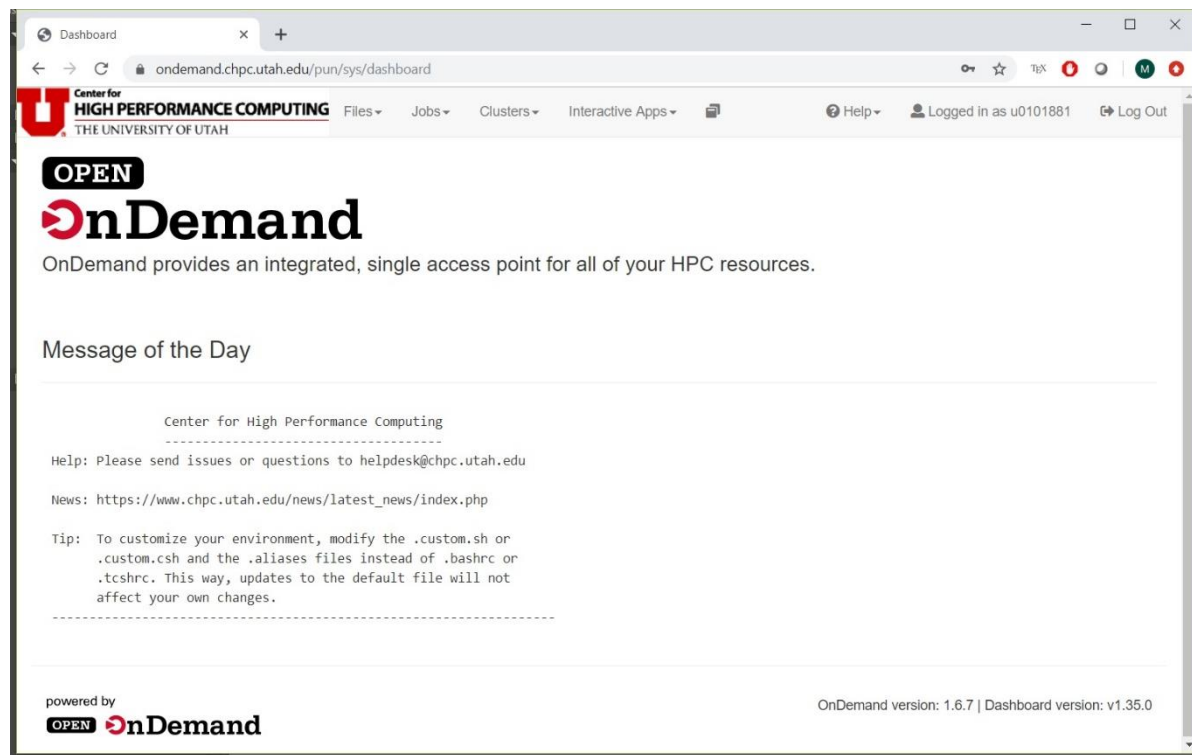 Dashboard
ondemand.chpc.utah.edu/pun/sys/dashboard
TEX
M
Center for
HIGH PERFORMANCE COMPUTING
THE UNIVERSITY OF UTAH
Files
Jobs
Clusters
Interactive Apps
Help
Logged in as u0101881
Log Out
OPEN
OnDemand
OnDemand provides an integrated, single access point for all of your HPC resources.
Message of the Day
Center for High Performance Computing
-------------------------------------
Help: Please send issues or questions to helpdesk@chpc.utah.edu
News: https://www.chpc.utah.edu/news/latest_news/index.php
Tip: To customize your environment, modify the .custom.sh or
.custom.csh and the .aliases files instead of .bashrc or
.tcshrc. This way, updates to the default file will not
affect your own changes.
-------------------------------------------------------------------
powered by
OPEN OnDemand
OnDemand version: 1.6.7 | Dashboard version: v1.35.0